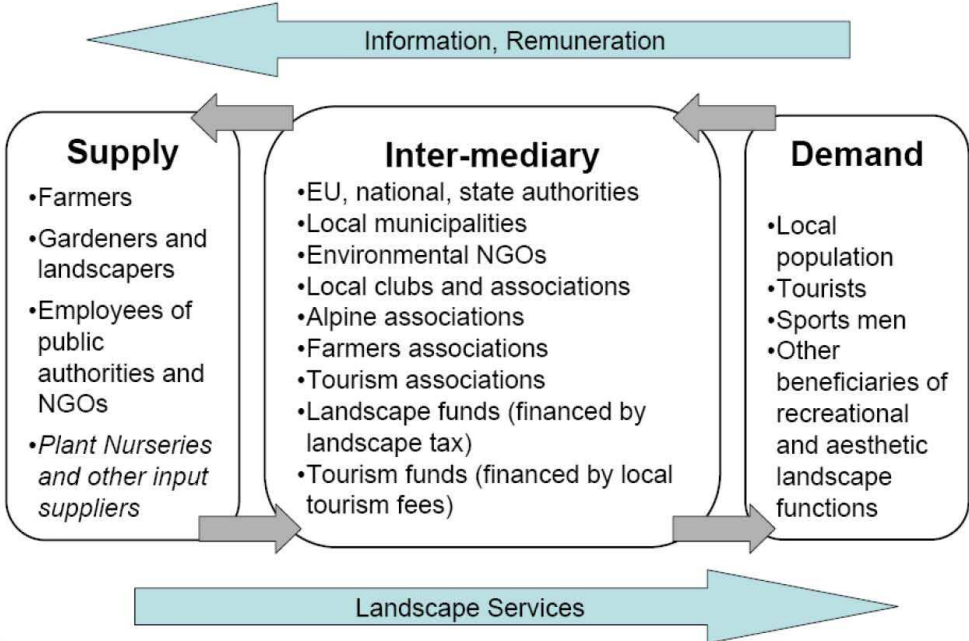 Information, Remuneration
Supply
•Farmers
•Gardeners and
landscapers
•Employees of
public
authorities and
NGOs
•Plant Nurseries
and other input
suppliers
Inter-mediary
•EU, national, state authorities
•Local municipalities
•Environmental NGOs
•Local clubs and associations
•Alpine associations
•Farmers associations
•Tourism associations
•Landscape funds (financed by
landscape tax)
•Tourism funds (financed by local
tourism fees)
Demand
•Local
population
•Tourists
•Sports men
•Other
beneficiaries of
recreational
and aesthetic
landscape
functions
Landscape Services